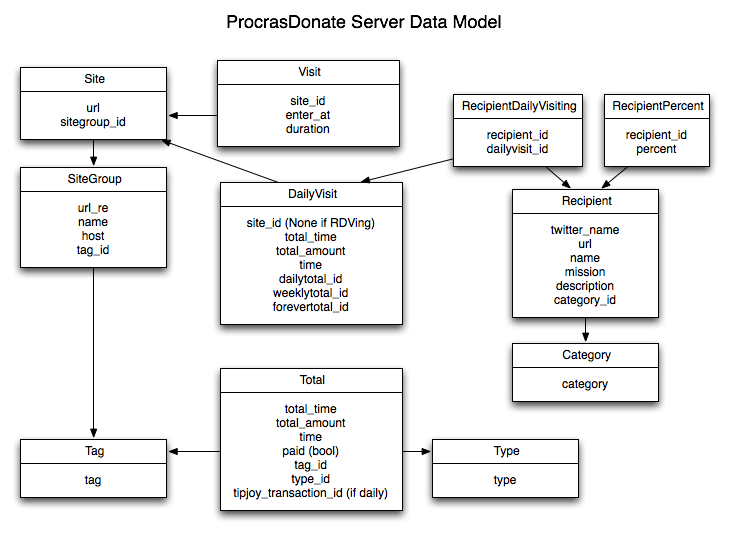 ProcrasDonate Server Data Model
Site
url
sitegroup_id
Visit
site_id
enter_at
duration
RecipientDailyVisiting
recipient_id
dailyvisit_id
RecipientPercent
recipient_id
percent
SiteGroup
url_re
name
host
tag_id
DailyVisit
site_id (None if RDVing)
total_time
total_amount
time
dailytotal_id
weeklytotal_id
forevertotal_id
Recipient
twitter_name
url
name
mission
description
category_id
Category
category
Total
total_time
total_amount
time
paid (bool)
tag_id
type_id
tipjoy_transaction_id (if daily)
Tag
tag
Type
type